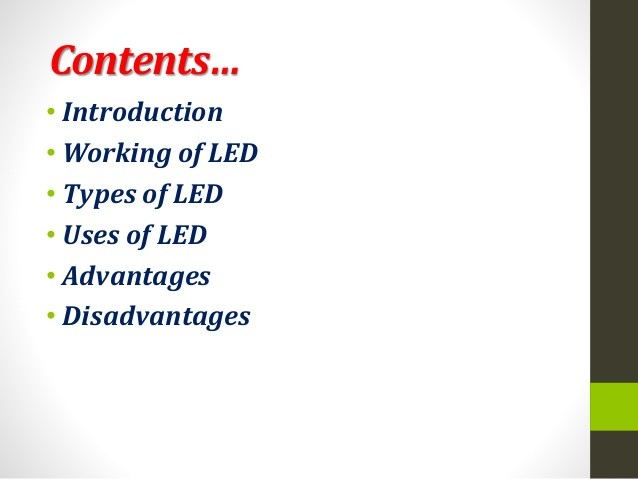 Contents…
• Introduction
• Working of LED
• Types of LED
• Uses of LED
• Advantages
• Disadvantages